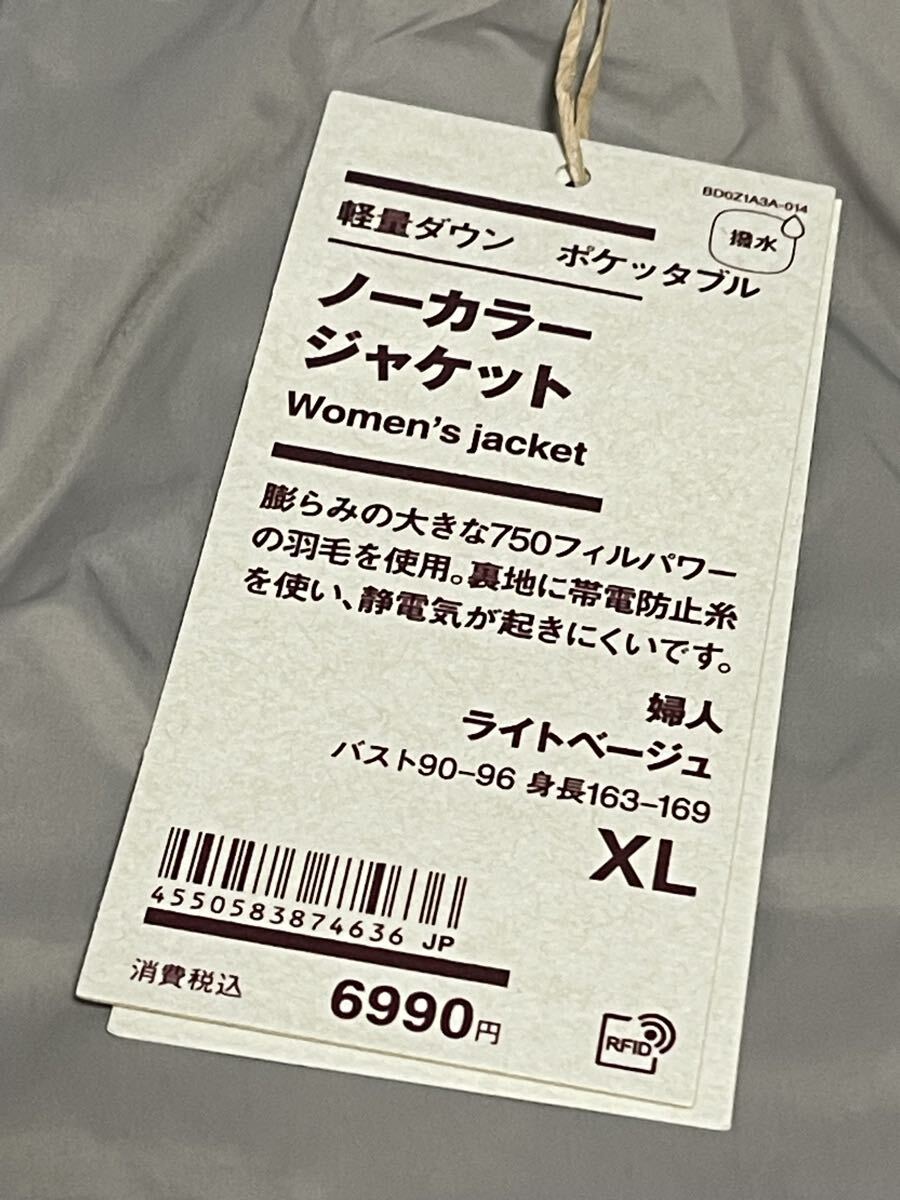 BD0Z1A3A-014
撥水
軽量ダウン ポケッタブル
ノーカラー
ジャケット
Women's jacket
膨らみの大きな750フィルパワー
の羽毛を使用。裏地に帯電防止糸
を使い、静電気が起きにくいです。
婦人
ライトベージュ
バスト90-96 身長163-169
XL
4550583874636 JP
消費税込 6990円
RFID